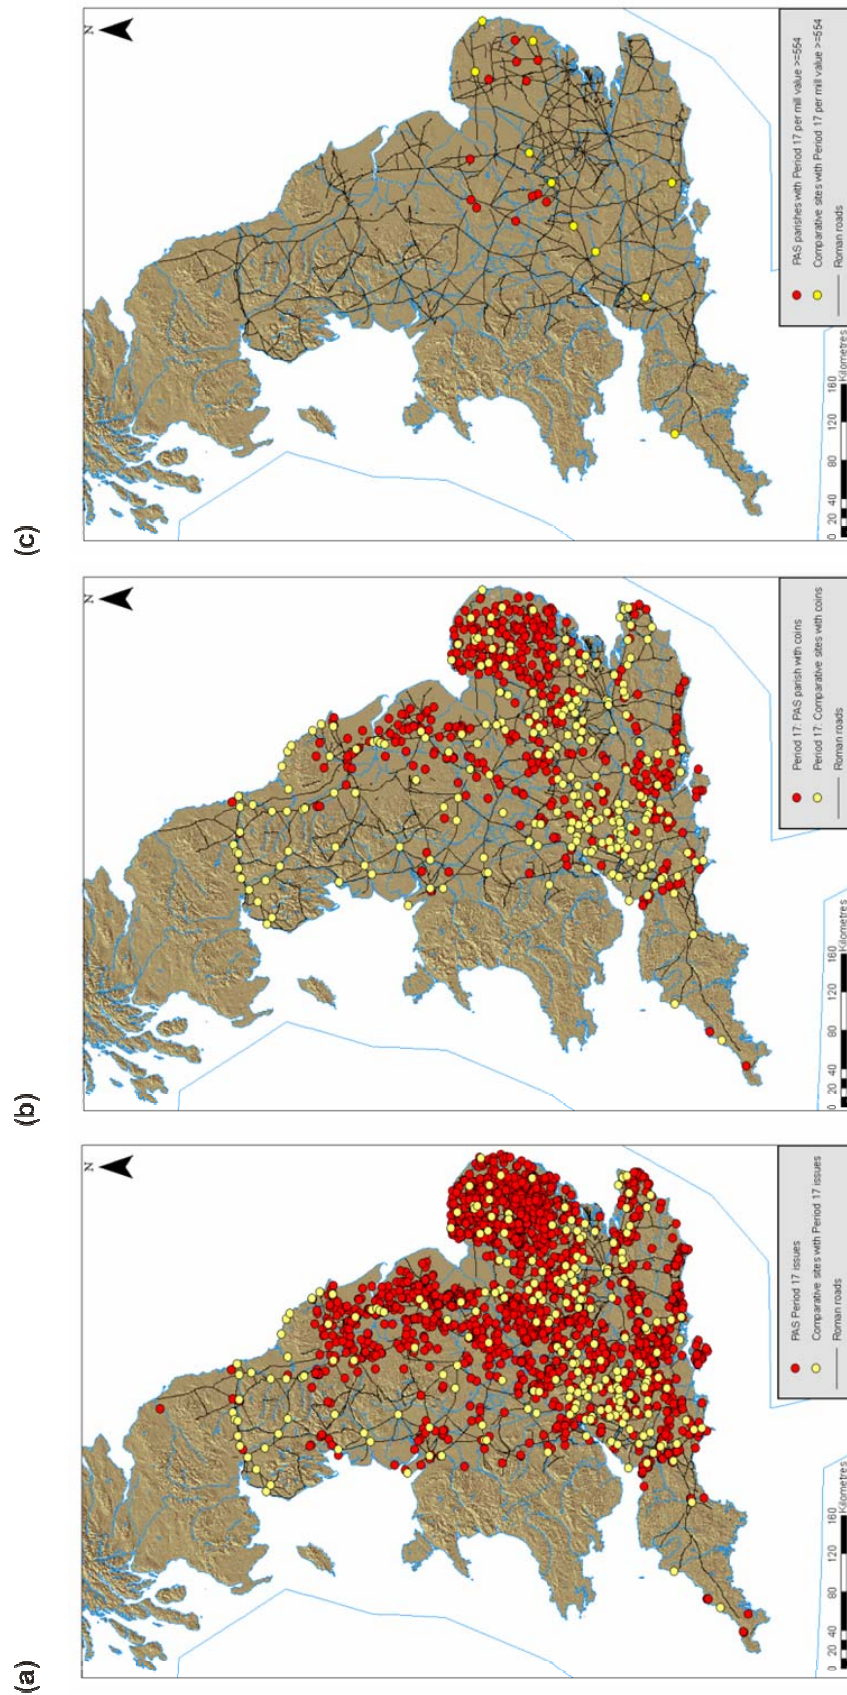 (a)
N
PAS Period 17 issues
Comparative sites with Period 17 issues
Roman roads
0 20 40 80 120 160
Kilometres
(b)
N
Period 17: PAS parish with coins
Period 17: Comparative sites with coins
Roman roads
0 20 40 80 120 160
Kilometres
(c)
N
PAS parishes with Period 17 per mill value >=554
Comparative sites with Period 17 per mill value >=554
Roman roads
0 20 40 80 120 160
Kilometres